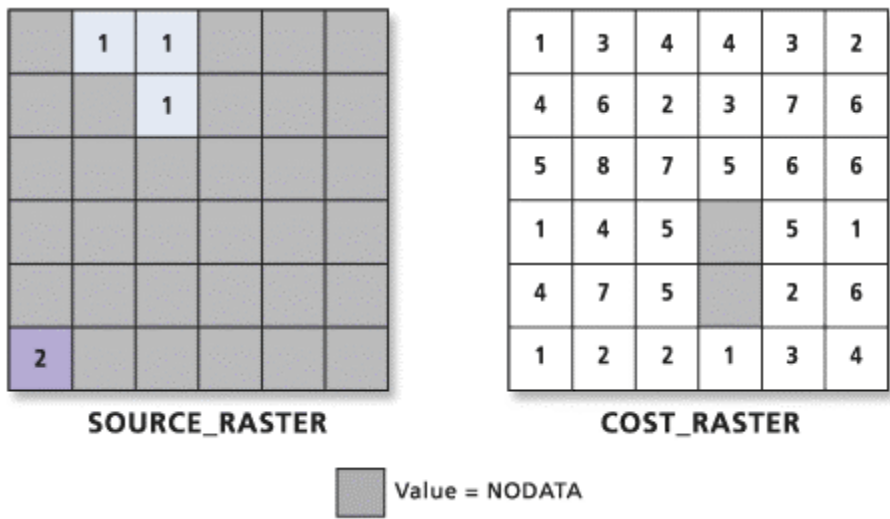 1 1
1
2
SOURCE_RASTER
1 3 4 4 3 2
4 6 2 3 7 6
5 8 7 5 6 6
1 4 5 5 1
4 7 5 2 6
1 2 2 1 3 4
COST_RASTER
Value = NODATA